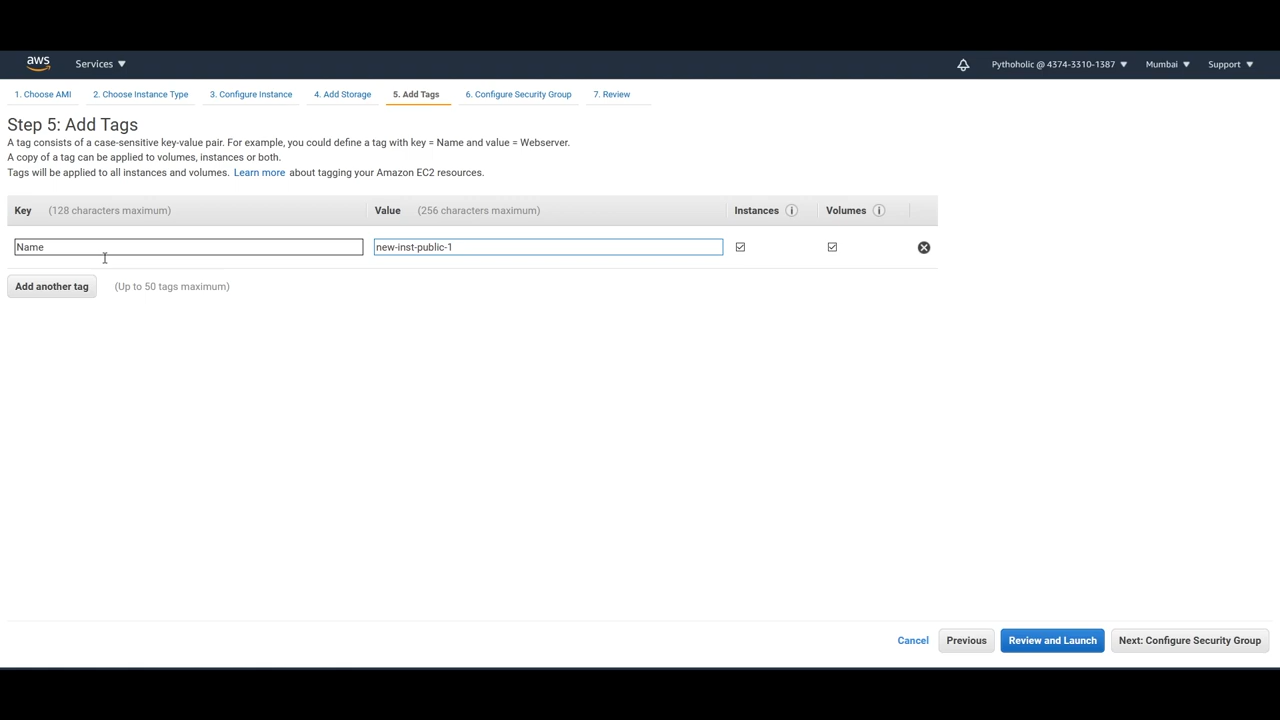 aws Services Pythoholic @ 4374-3310-1387 Mumbai Support
1. Choose AMI 2. Choose Instance Type 3. Configure Instance 4. Add Storage 5. Add Tags 6. Configure Security Group 7. Review
Step 5: Add Tags
A tag consists of a case-sensitive key-value pair. For example, you could define a tag with key = Name and value = Webserver.
A copy of a tag can be applied to volumes, instances or both.
Tags will be applied to all instances and volumes. Learn more about tagging your Amazon EC2 resources.
Key (128 characters maximum) Value (256 characters maximum) Instances i Volumes i
Name new-inst-public-1
Add another tag (Up to 50 tags maximum)
Cancel Previous Review and Launch Next: Configure Security Group